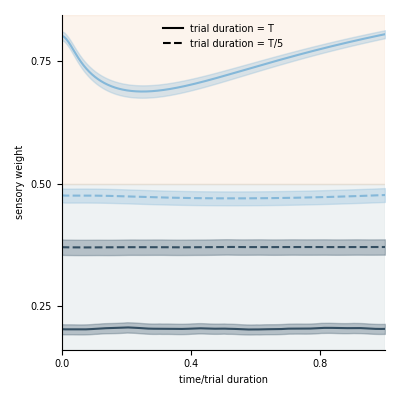 trial duration = T
trial duration = T/5
0.75
0.50
0.25
sensory weight
0.0
0.4
0.8
time/trial duration